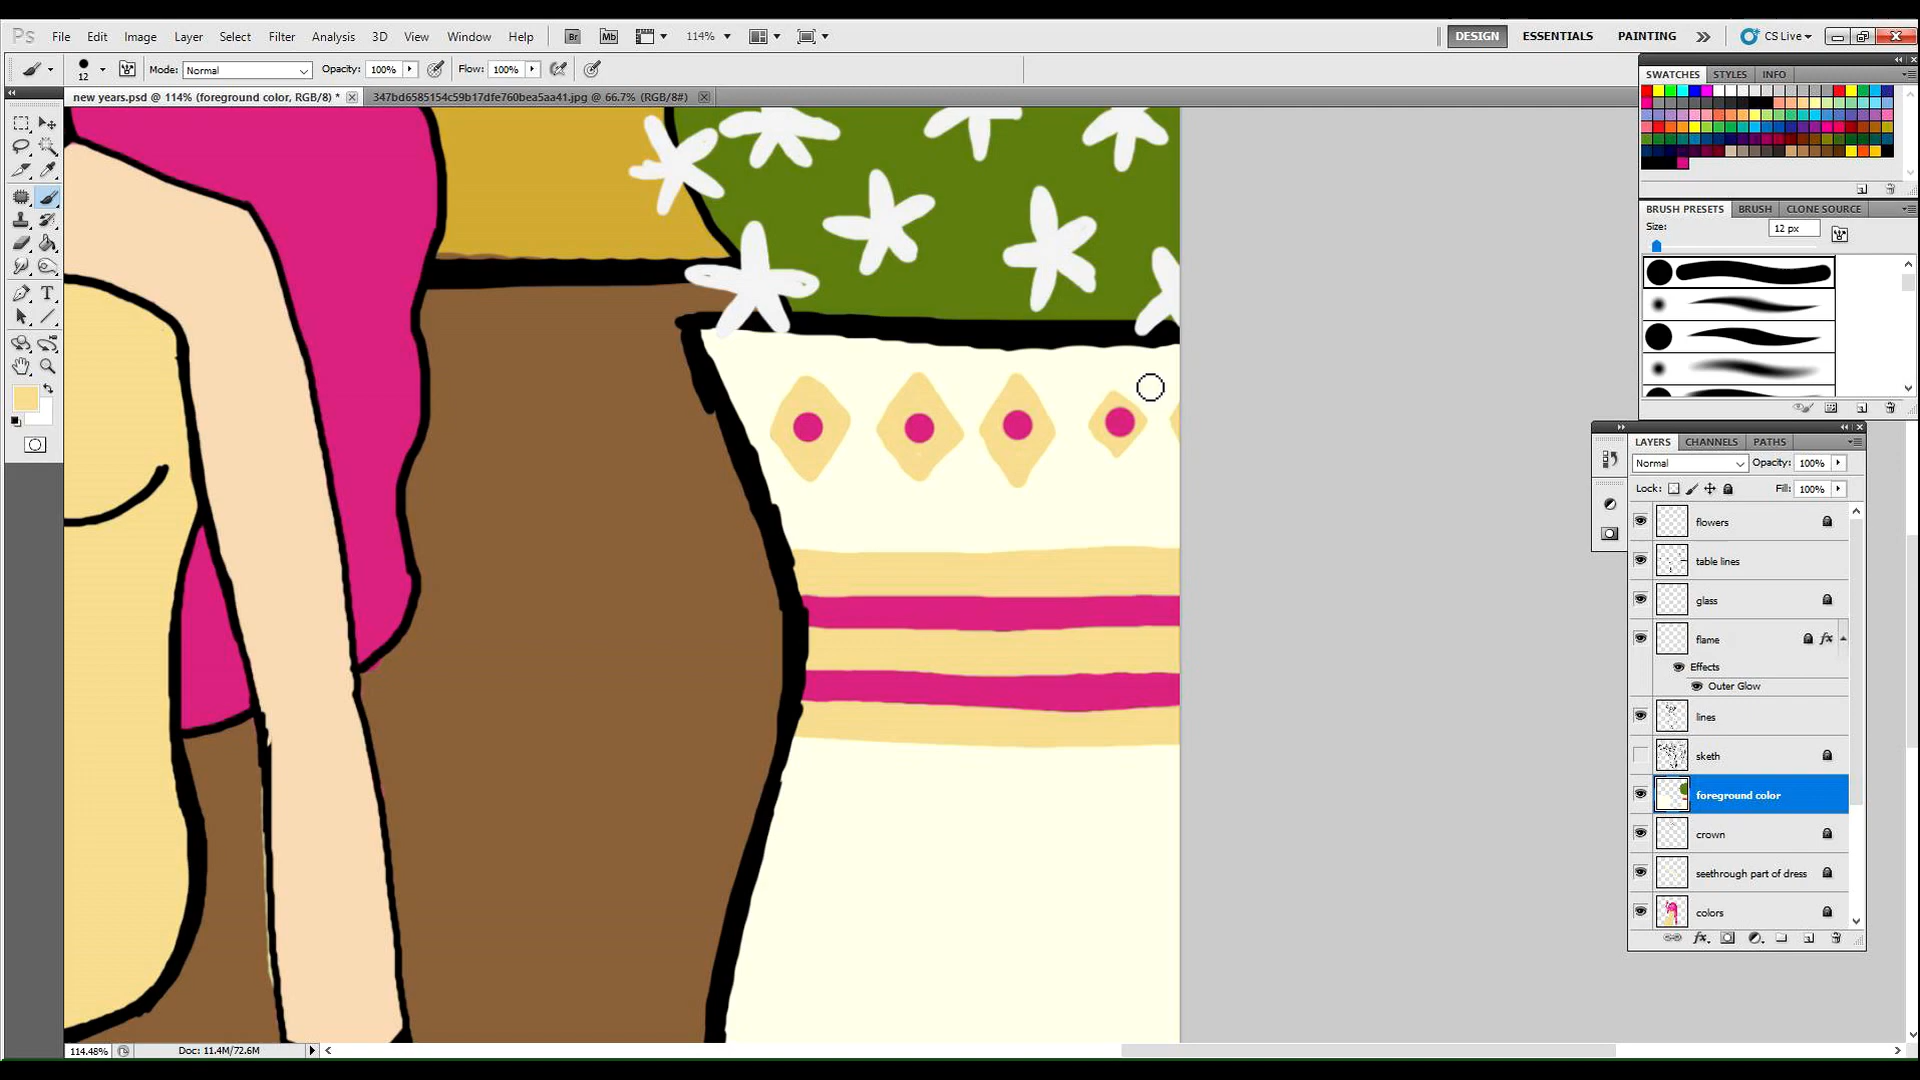 Ps File Edit Image Layer Select Filter Analysis 3D View Window Help Br Mb 114% DESIGN ESSENTIALS PAINTING CS Live
12 Mode: Normal Opacity: 100% Flow: 100%
new years.psd @ 114% (foreground color, RGB/8) * 347bd6585154c59b17dfe760bea5aa41.jpg @ 66.7% (RGB/8#)
SWATCHES STYLES INFO
BRUSH PRESETS BRUSH CLONE SOURCE
Size: 12 px
LAYERS CHANNELS PATHS
Normal Opacity: 100%
Lock: Fill: 100%
flowers
table lines
glass
flame fx
Effects
Outer Glow
lines
sketh
foreground color
crown
seethrough part of dress
colors
fx
T
114.48% Doc: 11.4M/72.6M